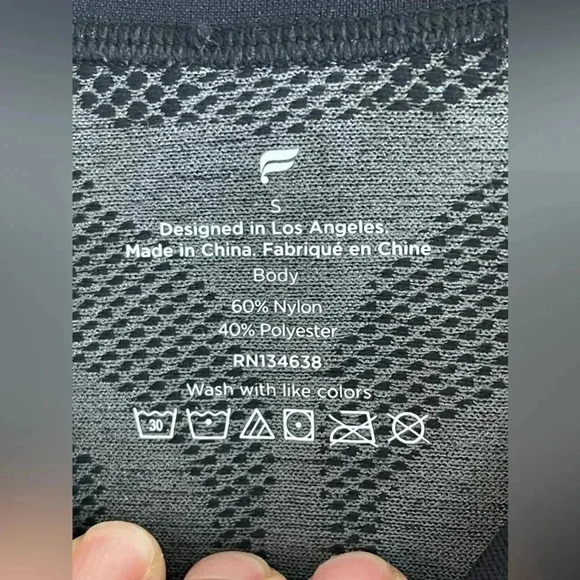 S
Designed in Los Angeles.
Made in China. Fabriqué en Chine
Body
60% Nylon
40% Polyester
RN134638
Wash with like colors
30